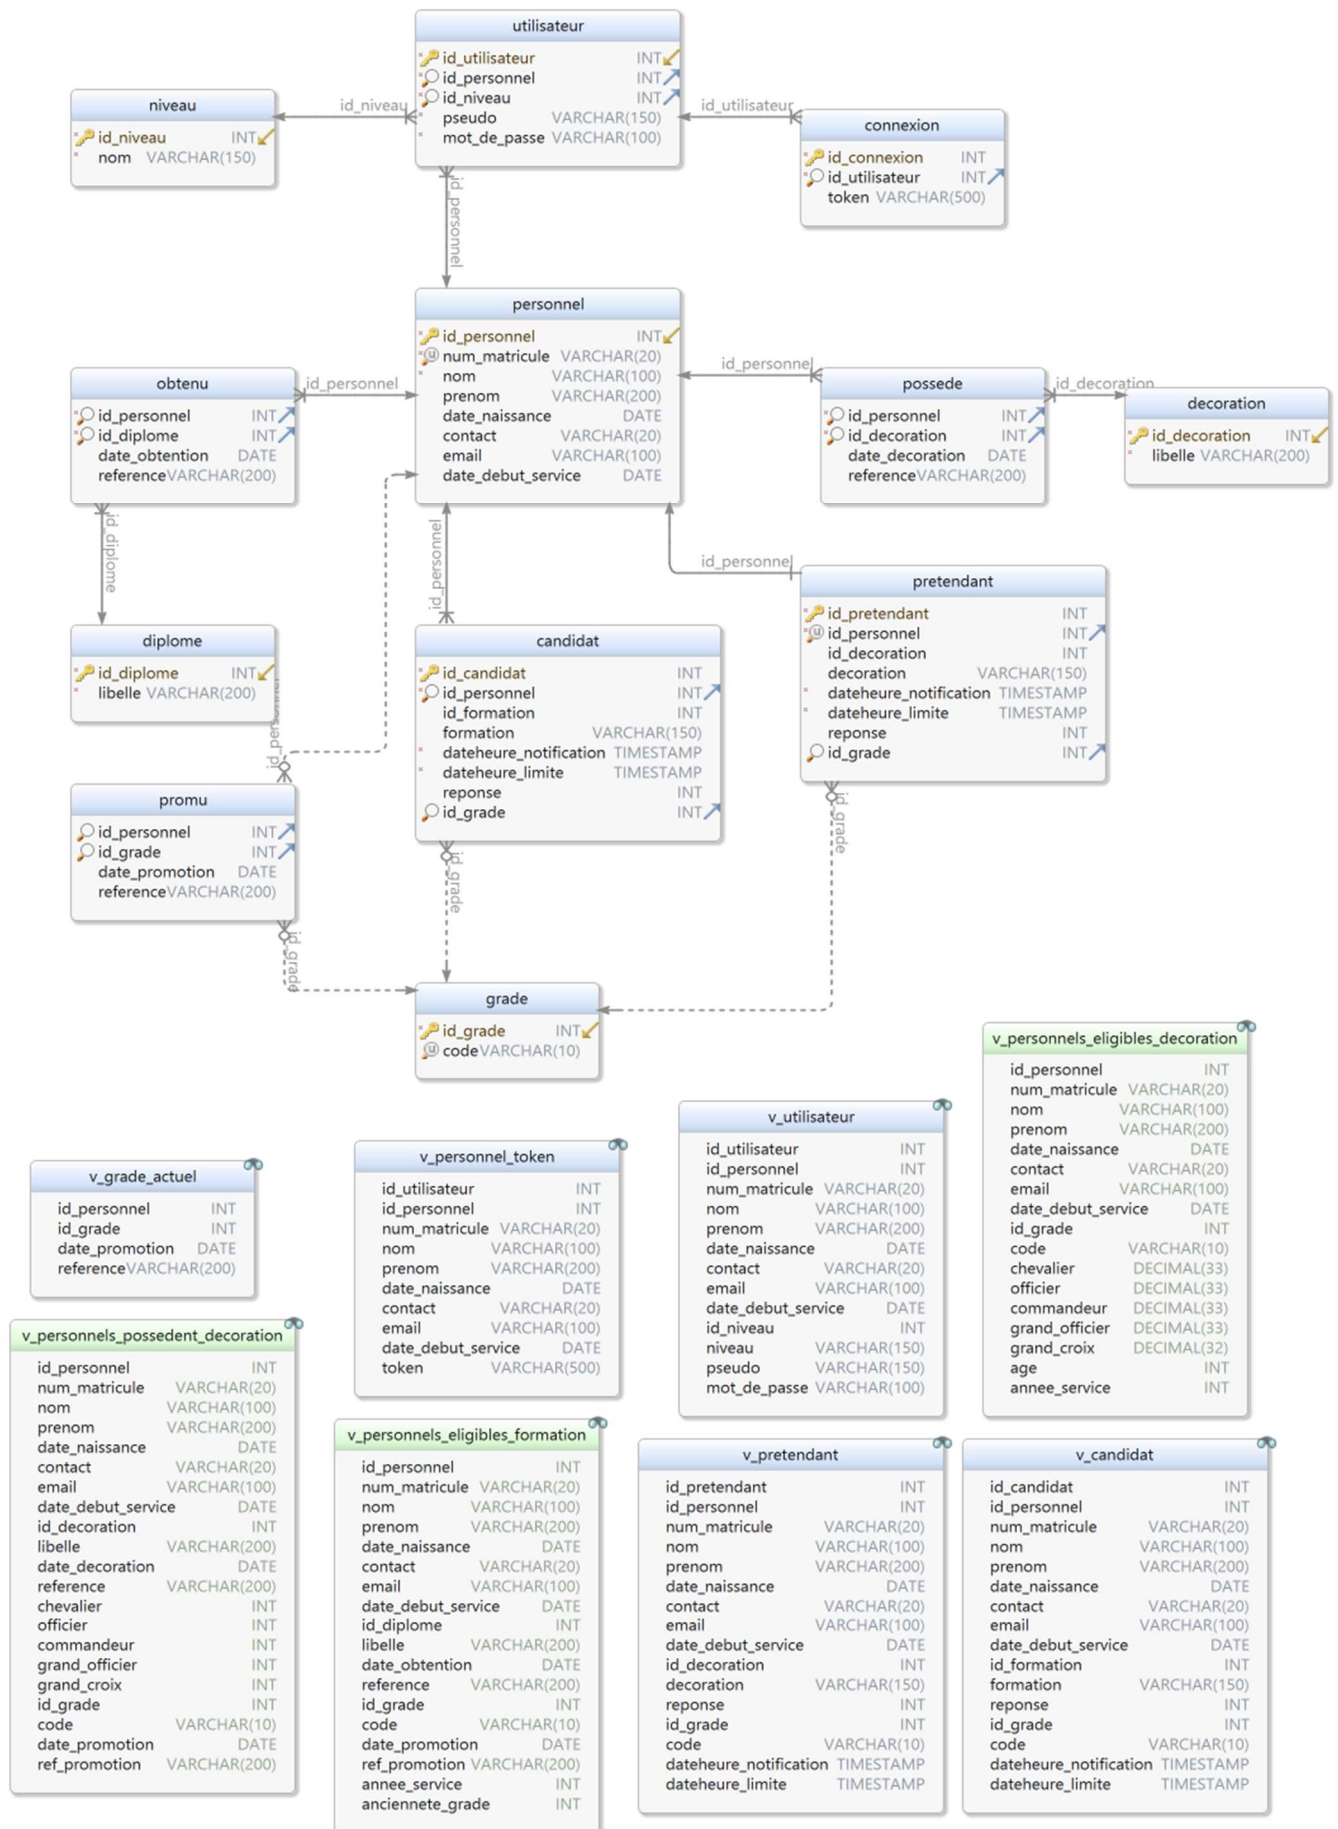 utilisateur
id_utilisateur INT
id_personnel INT
id_niveau INT
pseudo VARCHAR(150)
mot_de_passe VARCHAR(100)
niveau
id_niveau INT
nom VARCHAR(150)
id_niveau
id_utilisateur
connexion
id_connexion INT
id_utilisateur INT
token VARCHAR(500)
id_personnel
personnel
id_personnel INT
num_matricule VARCHAR(20)
nom VARCHAR(100)
prenom VARCHAR(200)
date_naissance DATE
contact VARCHAR(20)
email VARCHAR(100)
date_debut_service DATE
obtenu
id_personnel INT
id_diplome INT
date_obtention DATE
reference VARCHAR(200)
id_personnel
id_personnel
possede
id_personnel INT
id_decoration INT
date_decoration DATE
reference VARCHAR(200)
id_decoration
decoration
id_decoration INT
libelle VARCHAR(200)
id_diplome
id_personnel
id_personnel
diplome
id_diplome INT
libelle VARCHAR(200)
id_personnel
candidat
id_candidat INT
id_personnel INT
id_formation INT
formation VARCHAR(150)
dateheure_notification TIMESTAMP
dateheure_limite TIMESTAMP
reponse INT
id_grade INT
pretendant
id_pretendant INT
id_personnel INT
id_decoration INT
decoration VARCHAR(150)
dateheure_notification TIMESTAMP
dateheure_limite TIMESTAMP
reponse INT
id_grade INT
promu
id_personnel INT
id_grade INT
date_promotion DATE
reference VARCHAR(200)
id_grade
id_grade
id_grade
grade
id_grade INT
code VARCHAR(10)
v_personnels_eligibles_decoration
id_personnel INT
num_matricule VARCHAR(20)
nom VARCHAR(100)
prenom VARCHAR(200)
date_naissance DATE
contact VARCHAR(20)
email VARCHAR(100)
date_debut_service DATE
id_grade INT
code VARCHAR(10)
chevalier DECIMAL(33)
officier DECIMAL(33)
commandeur DECIMAL(33)
grand_officier DECIMAL(33)
grand_croix DECIMAL(32)
age INT
annee_service INT
v_utilisateur
id_utilisateur INT
id_personnel INT
num_matricule VARCHAR(20)
nom VARCHAR(100)
prenom VARCHAR(200)
date_naissance DATE
contact VARCHAR(20)
email VARCHAR(100)
date_debut_service DATE
id_niveau INT
niveau VARCHAR(150)
pseudo VARCHAR(150)
mot_de_passe VARCHAR(100)
v_personnel_token
id_utilisateur INT
id_personnel INT
num_matricule VARCHAR(20)
nom VARCHAR(100)
prenom VARCHAR(200)
date_naissance DATE
contact VARCHAR(20)
email VARCHAR(100)
date_debut_service DATE
token VARCHAR(500)
v_grade_actuel
id_personnel INT
id_grade INT
date_promotion DATE
reference VARCHAR(200)
v_personnels_possedent_decoration
id_personnel INT
num_matricule VARCHAR(20)
nom VARCHAR(100)
prenom VARCHAR(200)
date_naissance DATE
contact VARCHAR(20)
email VARCHAR(100)
date_debut_service DATE
id_decoration INT
libelle VARCHAR(200)
date_decoration DATE
reference VARCHAR(200)
chevalier INT
officier INT
commandeur INT
grand_officier INT
grand_croix INT
id_grade INT
code VARCHAR(10)
date_promotion DATE
ref_promotion VARCHAR(200)
v_personnels_eligibles_formation
id_personnel INT
num_matricule VARCHAR(20)
nom VARCHAR(100)
prenom VARCHAR(200)
date_naissance DATE
contact VARCHAR(20)
email VARCHAR(100)
date_debut_service DATE
id_diplome INT
libelle VARCHAR(200)
date_obtention DATE
reference VARCHAR(200)
id_grade INT
code VARCHAR(10)
date_promotion DATE
ref_promotion VARCHAR(200)
annee_service INT
anciennete_grade INT
v_pretendant
id_pretendant INT
id_personnel INT
num_matricule VARCHAR(20)
nom VARCHAR(100)
prenom VARCHAR(200)
date_naissance DATE
contact VARCHAR(20)
email VARCHAR(100)
date_debut_service DATE
id_decoration INT
decoration VARCHAR(150)
reponse INT
id_grade INT
code VARCHAR(10)
dateheure_notification TIMESTAMP
dateheure_limite TIMESTAMP
v_candidat
id_candidat INT
id_personnel INT
num_matricule VARCHAR(20)
nom VARCHAR(100)
prenom VARCHAR(200)
date_naissance DATE
contact VARCHAR(20)
email VARCHAR(100)
date_debut_service DATE
id_formation INT
formation VARCHAR(150)
reponse INT
id_grade INT
code VARCHAR(10)
dateheure_notification TIMESTAMP
dateheure_limite TIMESTAMP